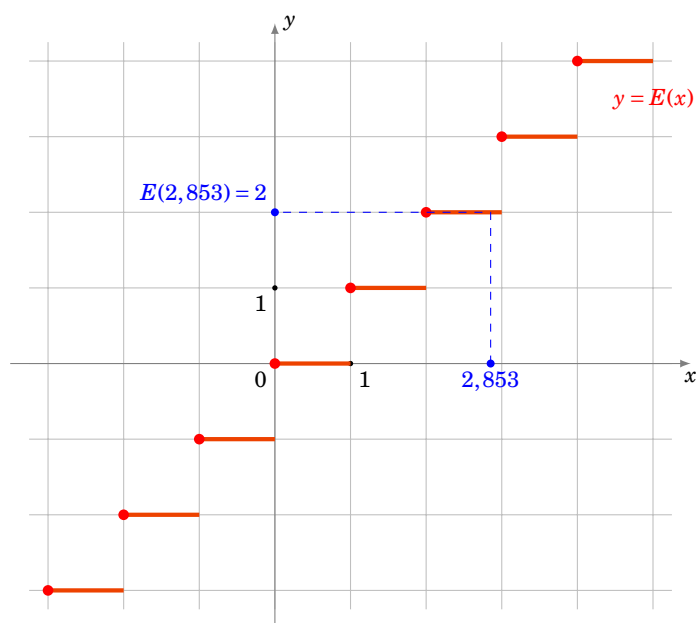 y
y = E(x)
E(2,853) = 2
1
0
1
2,853
x